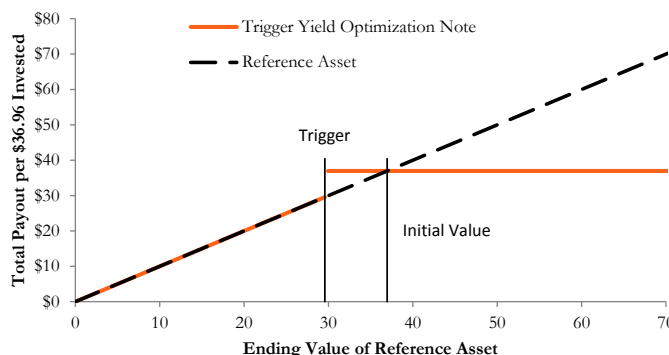 Trigger Yield Optimization Note
Reference Asset
Total Payout per $36.96 Invested
$80
$70
$60
$50
$40
$30
$20
$10
$0
Trigger
Initial Value
0 10 20 30 40 50 60 70
Ending Value of Reference Asset